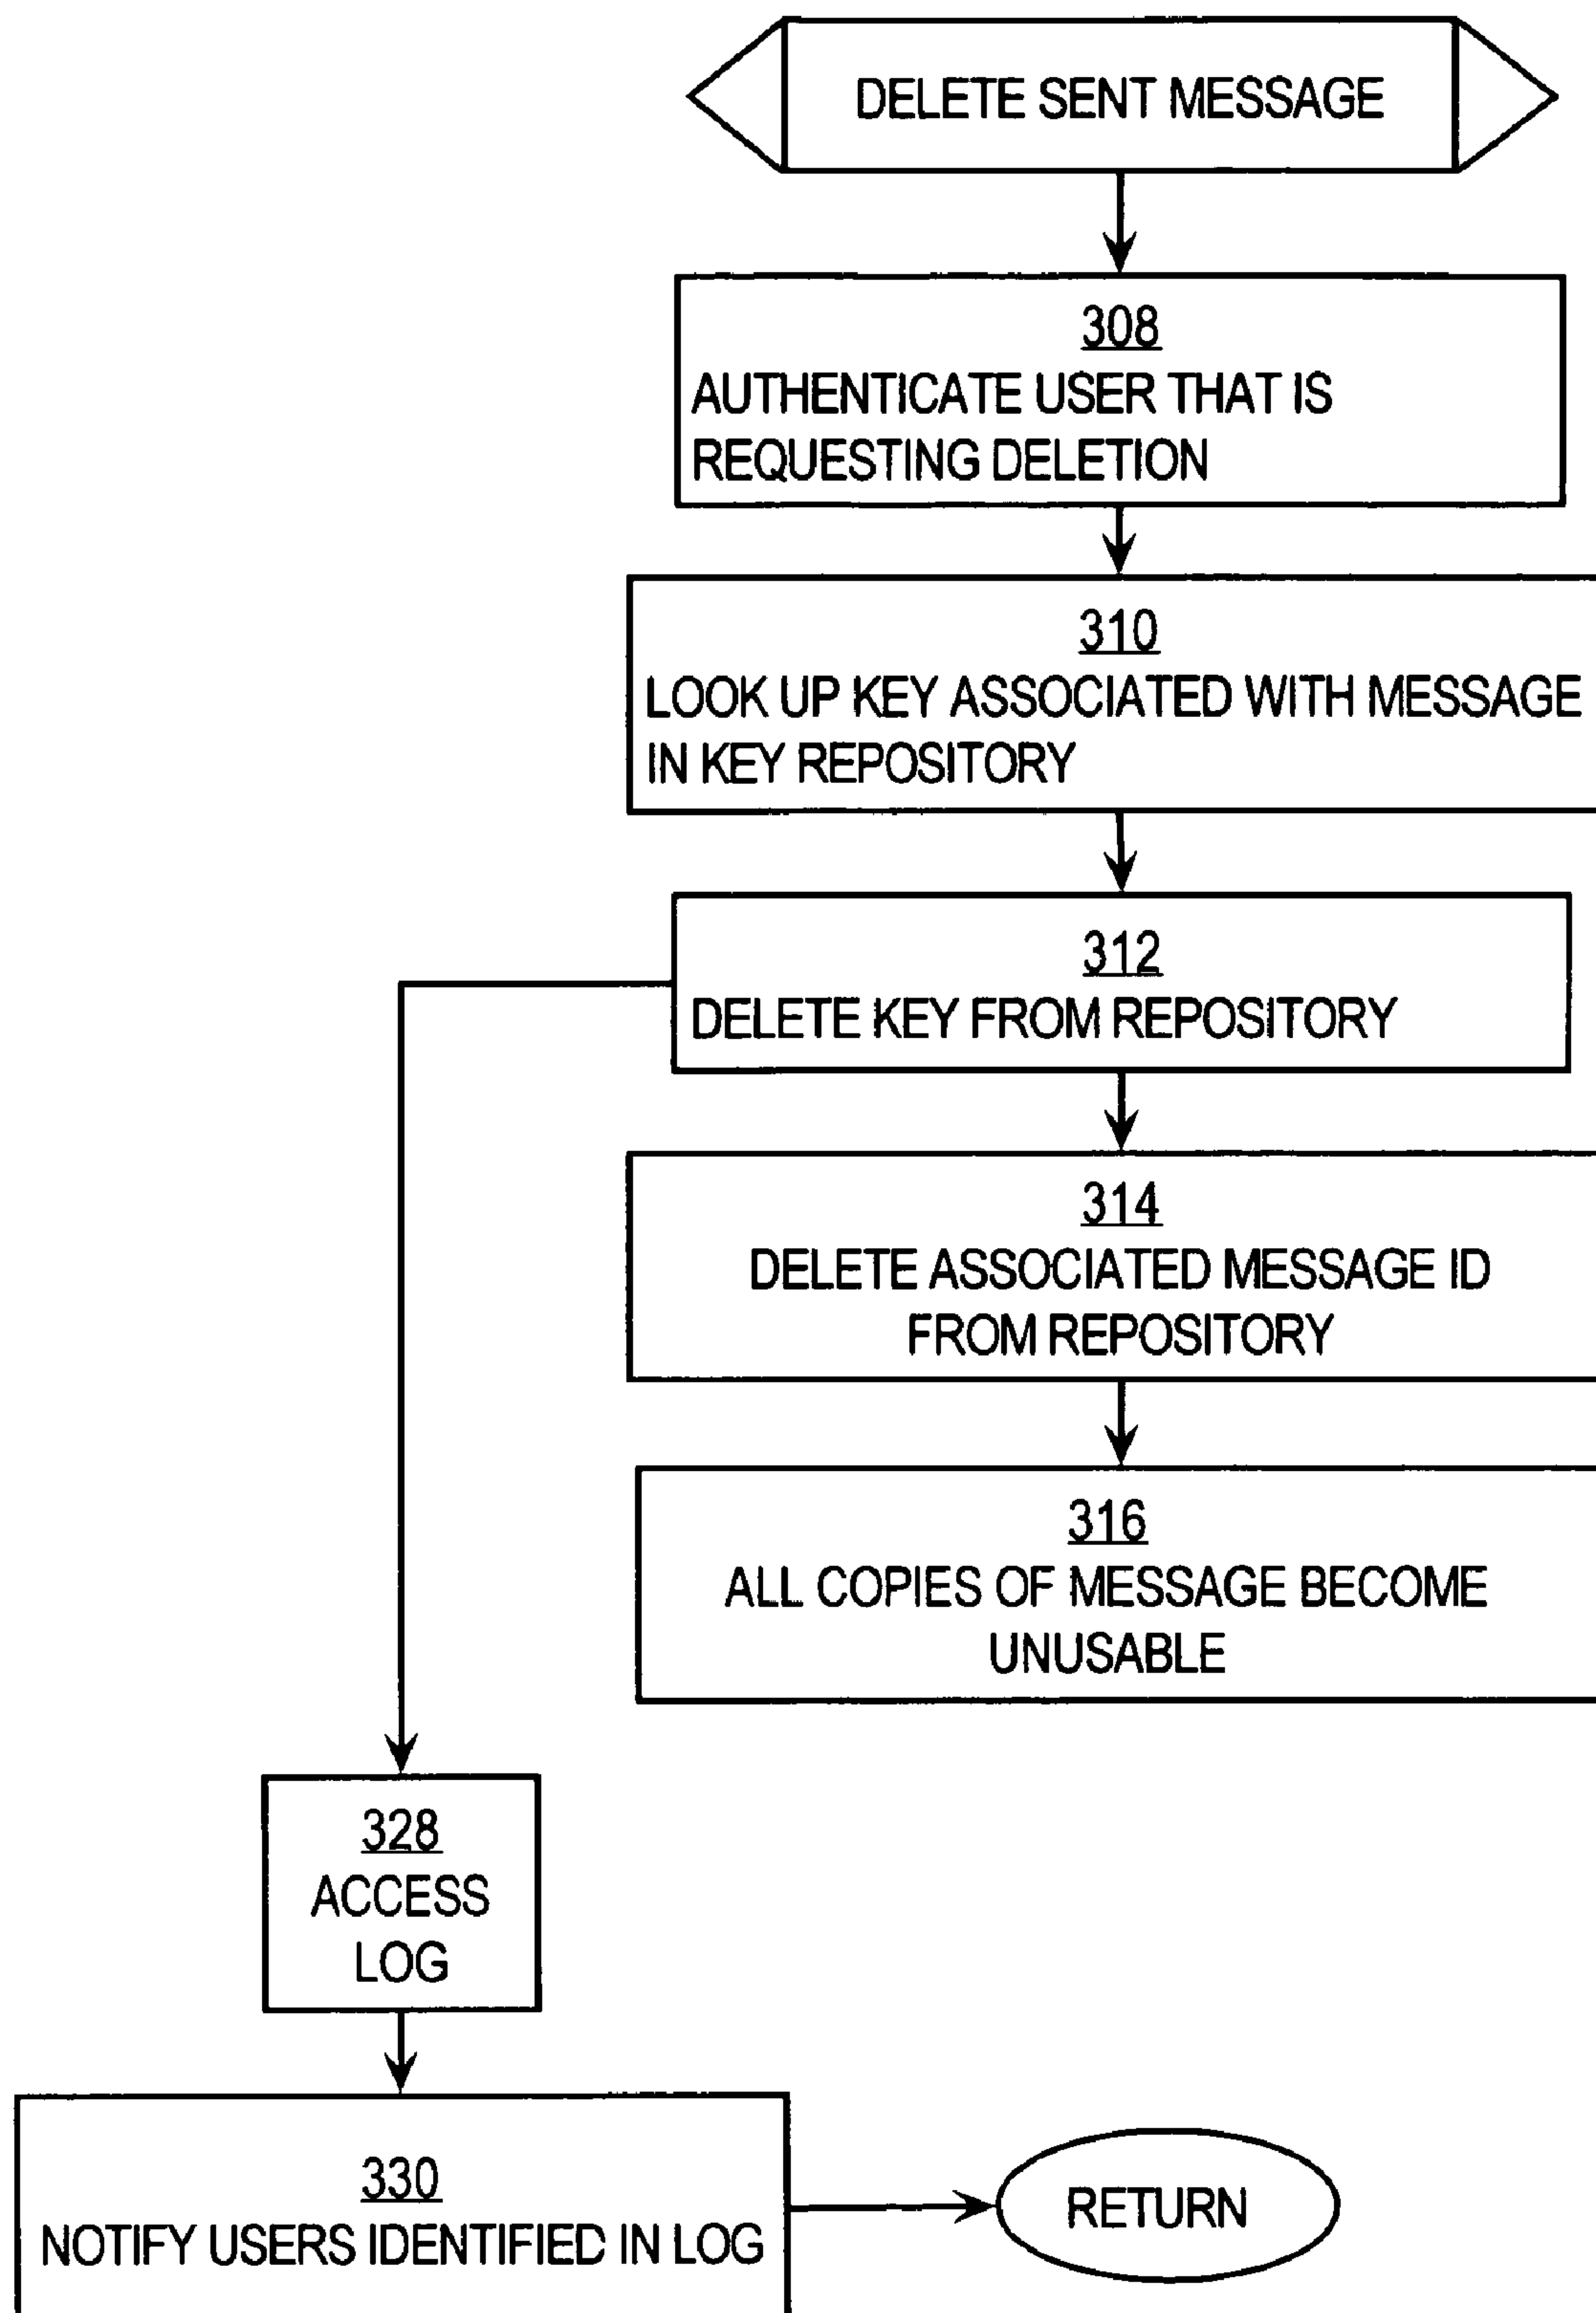 DELETE SENT MESSAGE
308
AUTHENTICATE USER THAT IS
REQUESTING DELETION
310
LOOK UP KEY ASSOCIATED WITH MESSAGE
IN KEY REPOSITORY
312
DELETE KEY FROM REPOSITORY
314
DELETE ASSOCIATED MESSAGE ID
FROM REPOSITORY
316
ALL COPIES OF MESSAGE BECOME
UNUSABLE
328
ACCESS
LOG
330
NOTIFY USERS IDENTIFIED IN LOG
RETURN